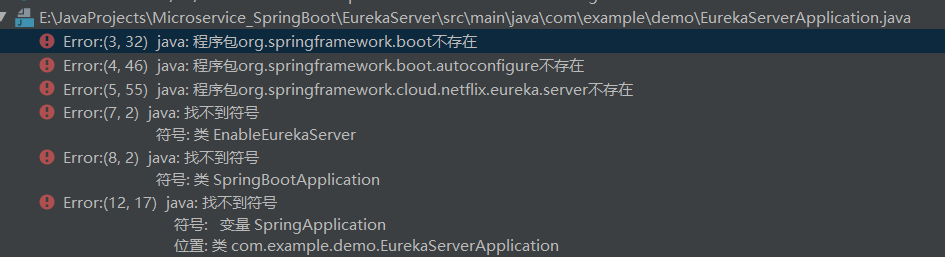 E:\JavaProjects\Microservice_SpringBoot\EurekaServer\src\main\java\com\example\demo\EurekaServerApplication.java
Error:(3, 32) java: 程序包org.springframework.boot不存在
Error:(4, 46) java: 程序包org.springframework.boot.autoconfigure不存在
Error:(5, 55) java: 程序包org.springframework.cloud.netflix.eureka.server不存在
Error:(7, 2) java: 找不到符号
符号: 类 EnableEurekaServer
Error:(8, 2) java: 找不到符号
符号: 类 SpringBootApplication
Error:(12, 17) java: 找不到符号
符号: 变量 SpringApplication
位置: 类 com.example.demo.EurekaServerApplication